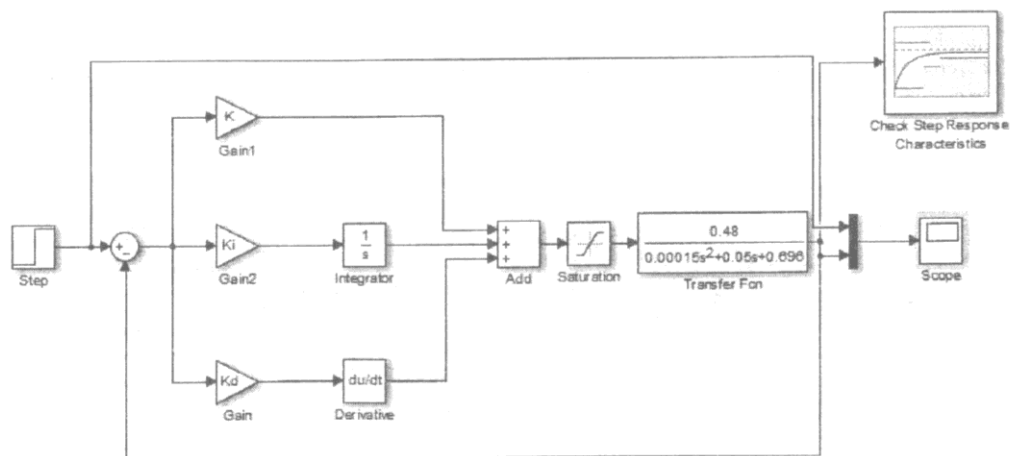 Check Step Response
Characteristics
K
Gain1
Step
+
−
Ki
Gain2
1
s
Integrator
+
+
+
Add
Saturation
0.48
0.00015s²+0.05s+0.696
Transfer Fcn
Scope
Kd
Gain
du/dt
Derivative